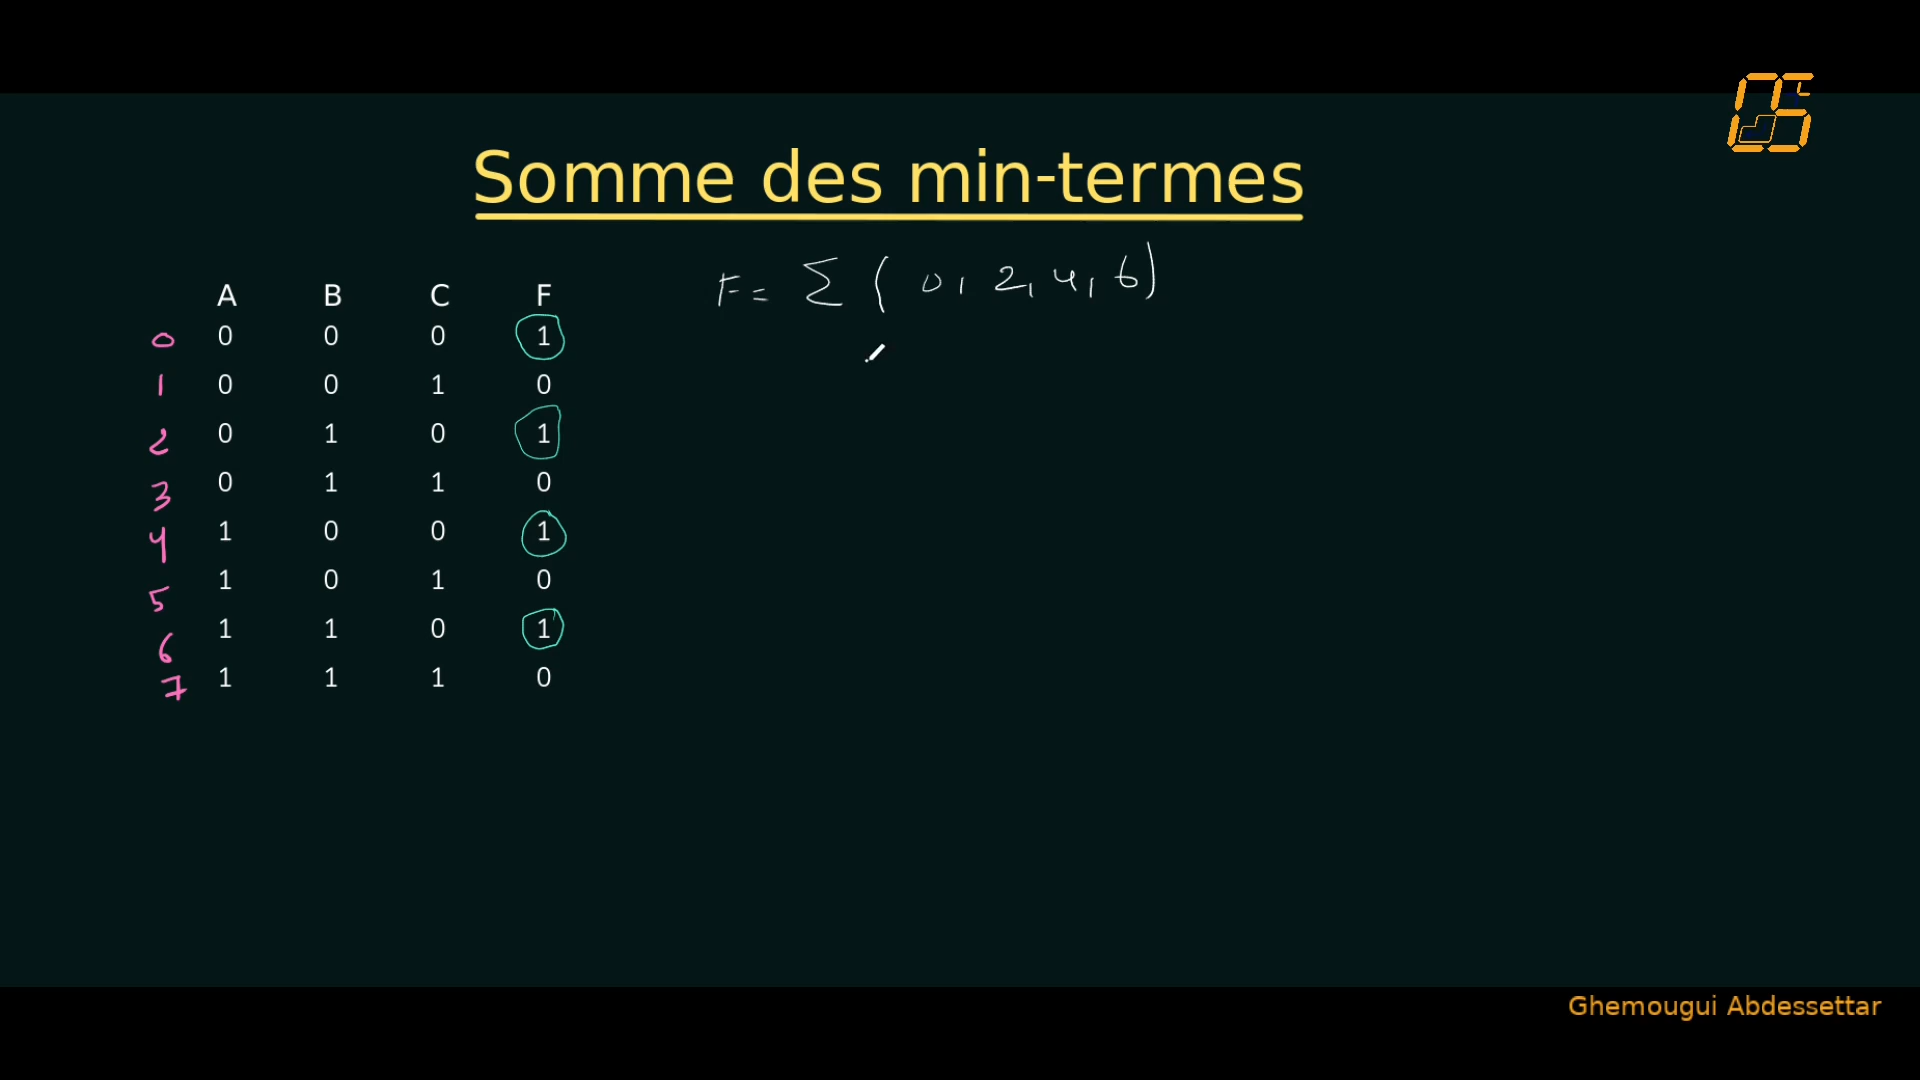 Somme des min-termes
F = Σ ( 0, 2, 4, 6 )
A B C F
0 0 0 0 1
1 0 0 1 0
2 0 1 0 1
3 0 1 1 0
4 1 0 0 1
5 1 0 1 0
6 1 1 0 1
7 1 1 1 0
Ghemougui Abdessettar